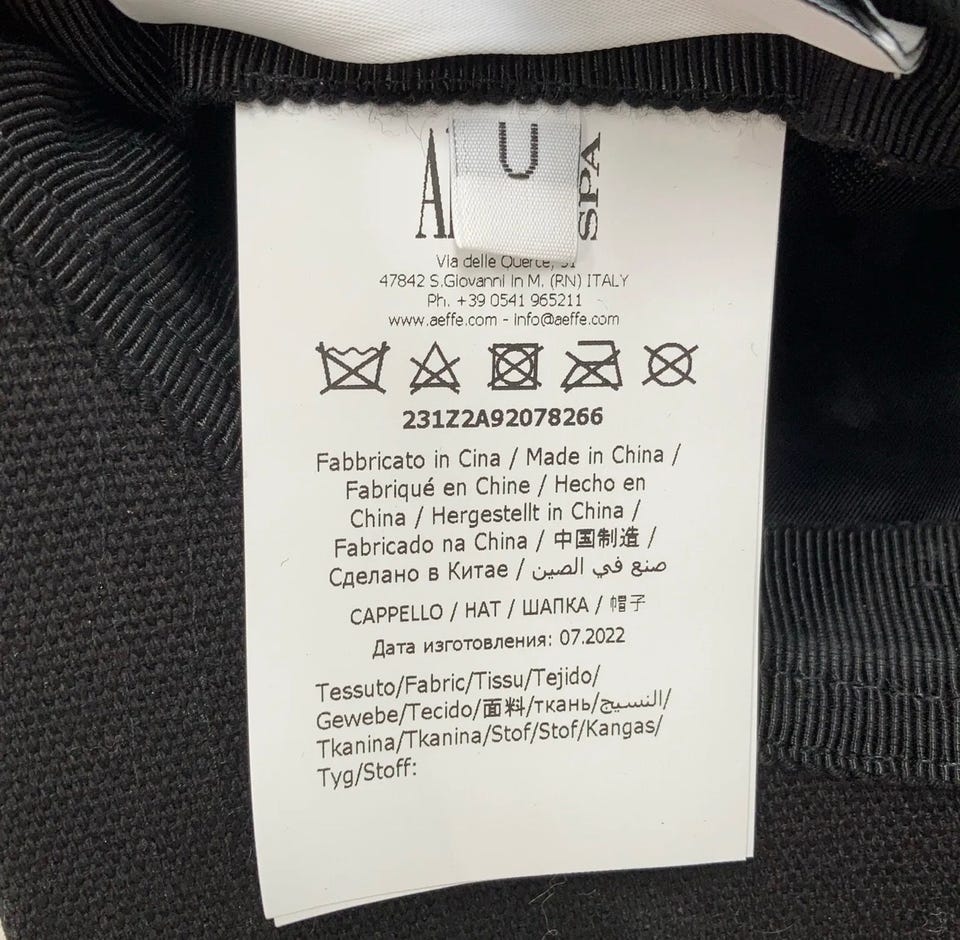 U
SPA
Via delle Querce, 51
47842 S.Giovanni in M. (RN) ITALY
Ph. +39 0541 965211
www.aeffe.com - info@aeffe.com
231Z2A92078266
Fabbricato in Cina / Made in China /
Fabriqué en Chine / Hecho en
China / Hergestellt in China /
Fabricado na China / 中国制造 /
Сделано в Китае / صنع في الصين
CAPPELLO / HAT / ШАПКА / 帽子
Дата изготовления: 07.2022
Tessuto/Fabric/Tissu/Tejido/
Gewebe/Tecido/面料/ткань/النسيج/
Tkanina/Tkanina/Stof/Stof/Kangas/
Tyg/Stoff: